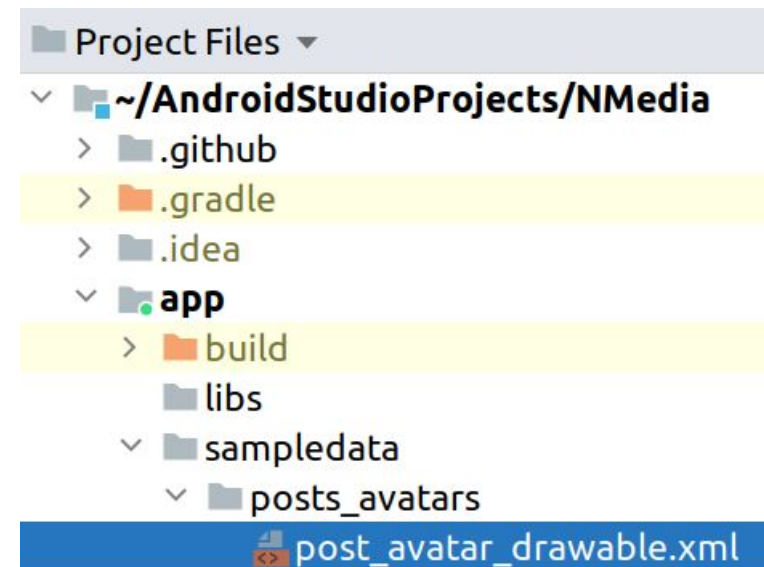 Project Files
~/AndroidStudioProjects/NMedia
.github
.gradle
.idea
app
build
libs
sampledata
posts_avatars
post_avatar_drawable.xml